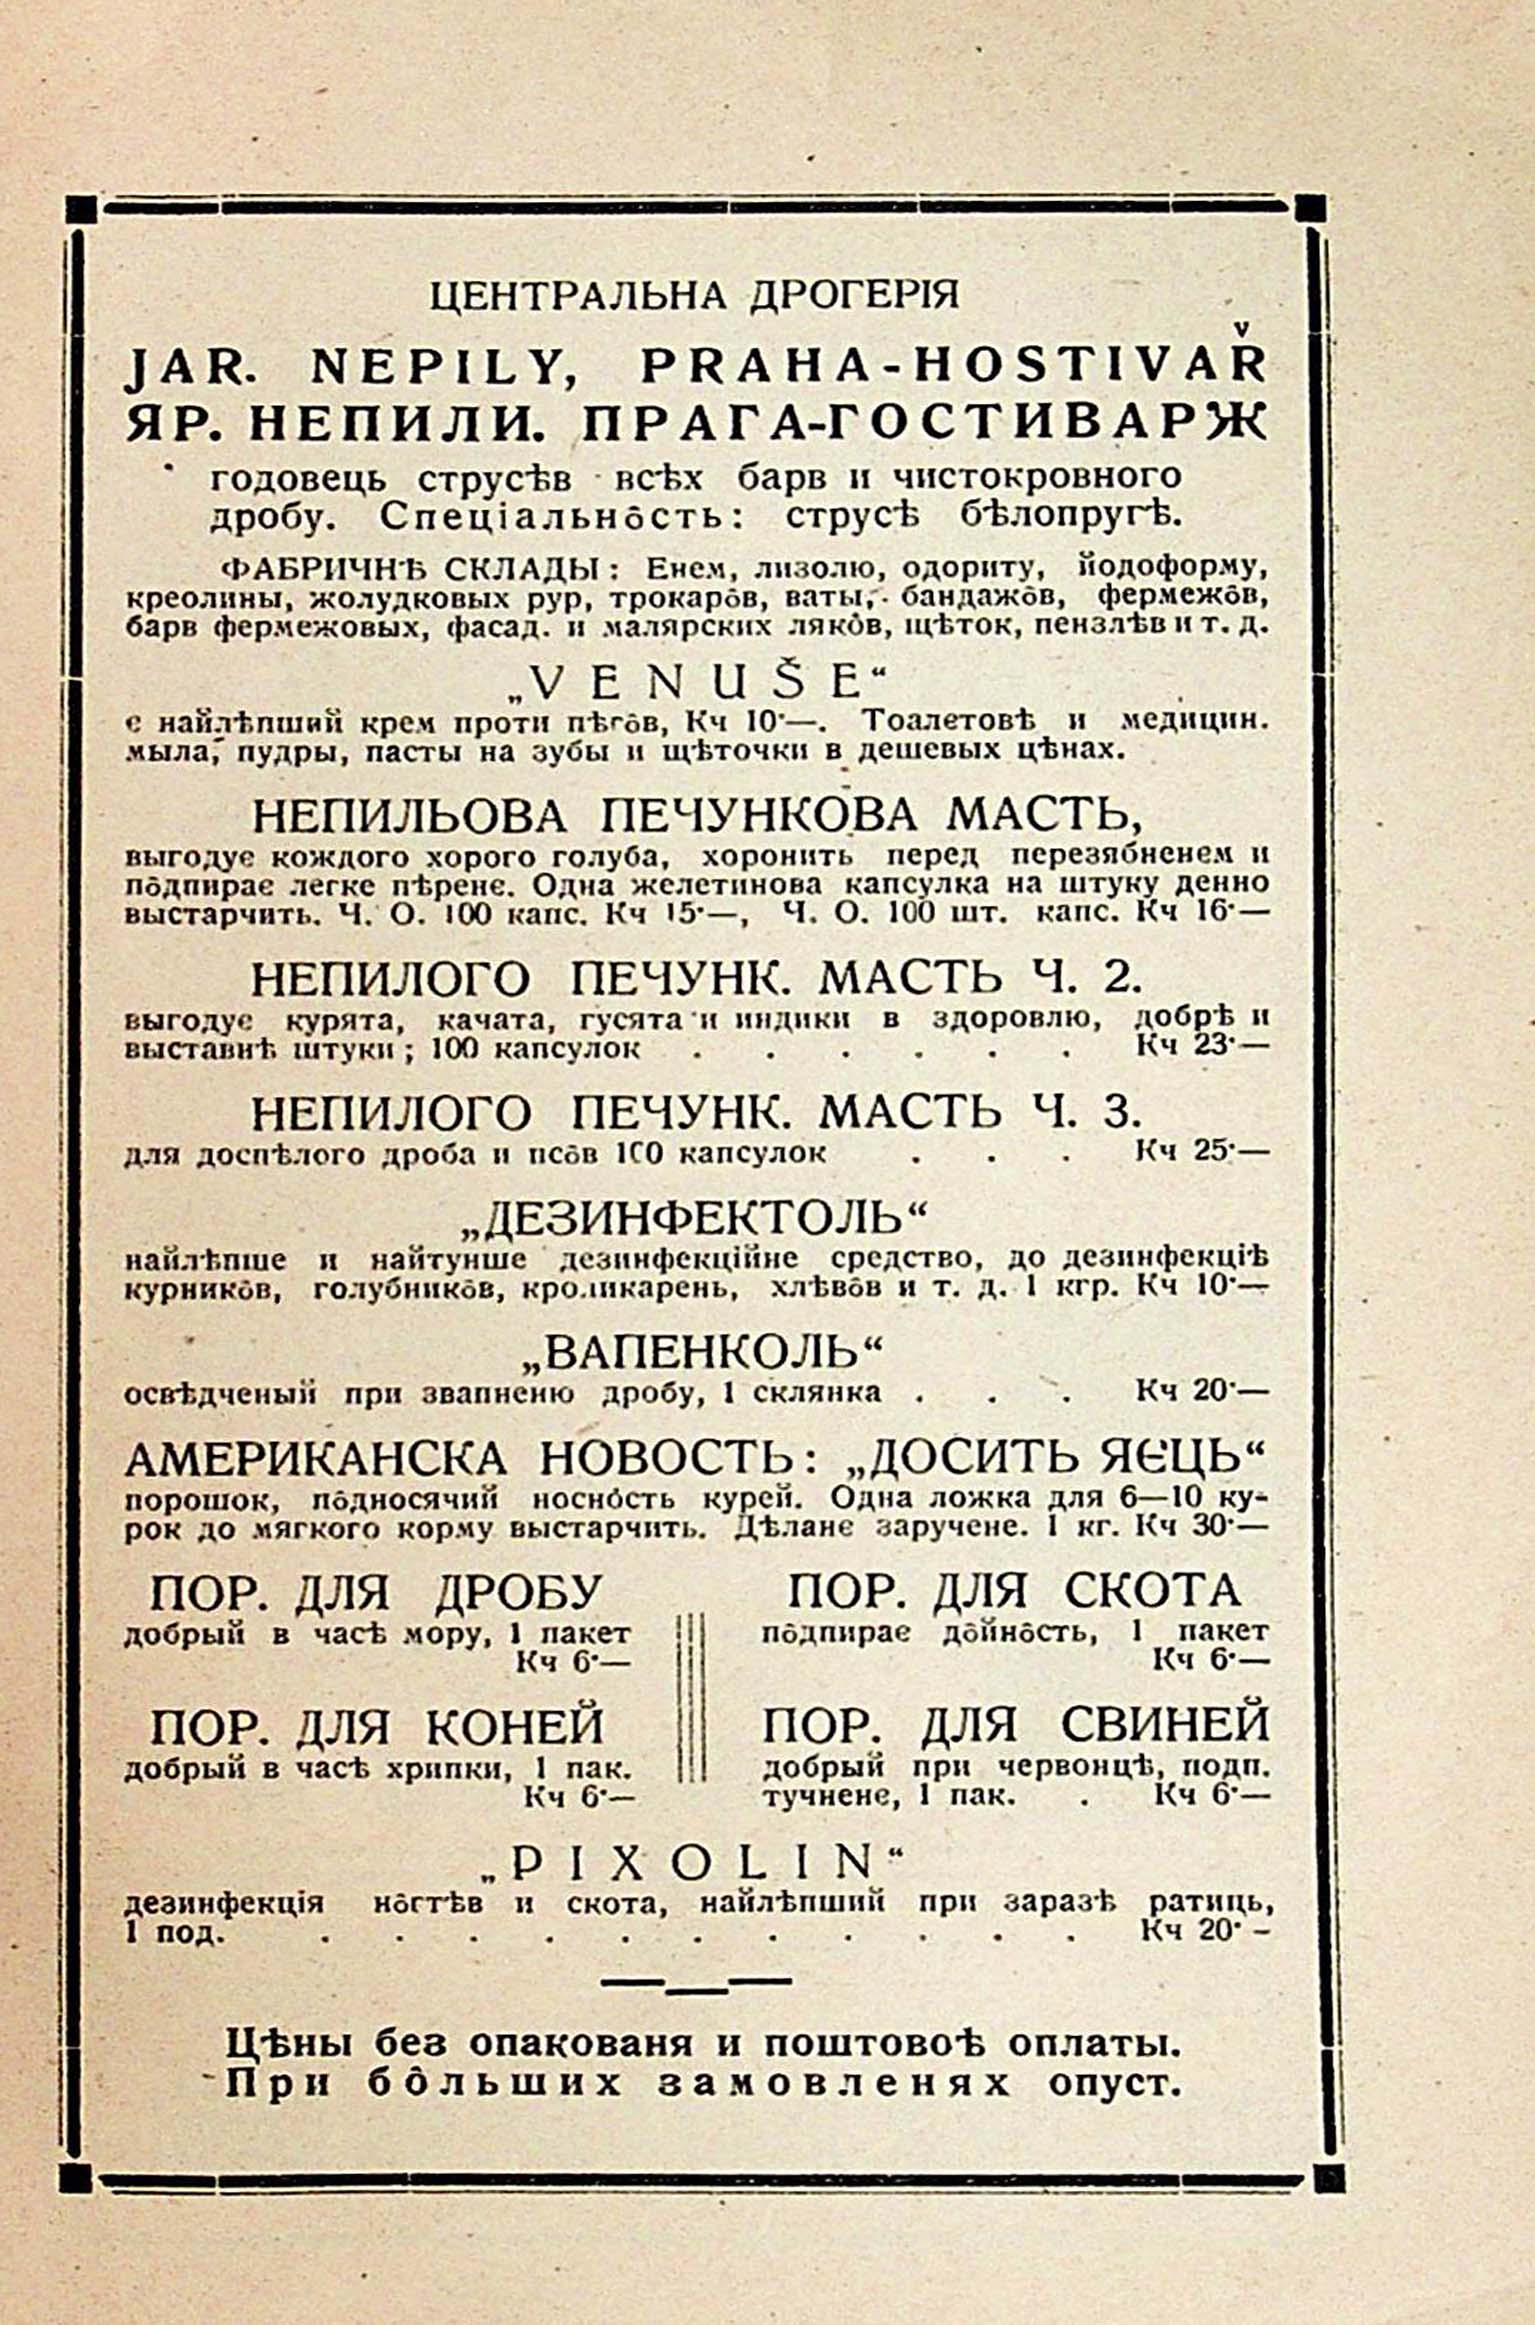 ЦЕНТРАЛЬНА ДРОГЕРІЯ
JAR. NEPILY, PRAHA-HOSTIVAŘ
ЯР. НЕПИЛИ. ПРАГА-ГОСТИВАРЖ
годовець струсѣв всѣх барв и чистокровного
дробу. Спеціальнôсть: струсѣ бѣлопругѣ.
ФАБРИЧНѢ СКЛАДЫ: Енем, лизолю, одориту, йодоформу,
креолины, жолудковых рур, трокарôв, ваты, бандажôв, фермежôв,
барв фермежовых, фасад. и малярских лякôв, щѣток, пензлѣв и т. д.
„VENUŠE“
є найлѣпший крем проти пѣгôв, Кч 10·—. Тоалетовѣ и медицин.
мыла, пудры, пасты на зубы и щѣточки в дешевых цѣнах.
НЕПИЛЬОВА ПЕЧУНКОВА МАСТЬ,
выгодує кождого хорого голуба, хоронить перед перезябненем и
пôдпирає легке пѣренє. Одна желетинова капсулка на штуку денно
выстарчить. Ч. О. 100 капс. Кч 15·—, Ч. О. 100 шт. капс. Кч 16·—
НЕПИЛОГО ПЕЧУНК. МАСТЬ Ч. 2.
выгодує курята, качата, гусята и индики в здоровлю, добрѣ и
выставнѣ штуки; 100 капсулок . . . . . . Кч 23·—
НЕПИЛОГО ПЕЧУНК. МАСТЬ Ч. 3.
для доспѣлого дроба и псôв 100 капсулок . . . Кч 25·—
„ДЕЗИНФЕКТОЛЬ“
найлѣпше и найтунше дезинфекційне средство, до дезинфекціѣ
курникôв, голубникôв, кроликарень, хлѣвôв и т. д. 1 кгр. Кч 10·—
„ВАПЕНКОЛЬ“
освѣдченый при звапненю дробу, 1 склянка . . . Кч 20·—
АМЕРИКАНСКА НОВОСТЬ: „ДОСИТЬ ЯЄЦЬ“
порошок, пôдносячий носнôсть курей. Одна ложка для 6—10 ку-
рок до мягкого корму выстарчить. Дѣланє заручене. 1 кг. Кч 30·—
ПОР. ДЛЯ ДРОБУ
добрый в часѣ мору, 1 пакет
Кч 6·—
ПОР. ДЛЯ СКОТА
пôдпирає дôйнôсть, 1 пакет
Кч 6·—
ПОР. ДЛЯ КОНЕЙ
добрый в часѣ хрипки, 1 пак.
Кч 6·—
ПОР. ДЛЯ СВИНЕЙ
добрый при червонцѣ, подп.
тучнене, 1 пак. . Кч 6·—
„PIXOLIN“
дезинфекція нôгтѣв и скота, найлѣпший при заразѣ ратиць,
1 под. . . . . . . . . . . . Кч 20·-
Цѣны без опакованя и поштовоѣ оплаты.
При бôльших замовленях опуст.